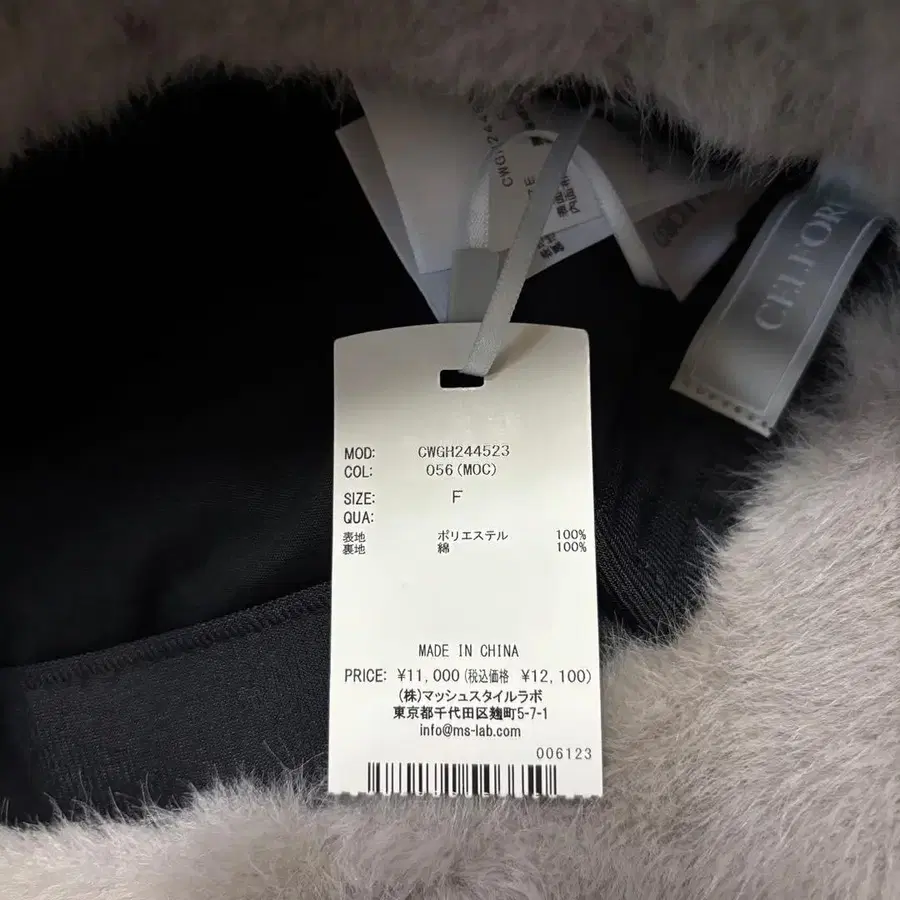 CWGH244
CELFOR
MOD: CWGH244523
COL: 056(MOC)
SIZE: F
QUA:
表地 ポリエステル 100%
裏地 綿 100%
MADE IN CHINA
PRICE: ¥11,000(税込価格 ¥12,100)
(株)マッシュスタイルラボ
東京都千代田区麹町5-7-1
info@ms-lab.com
006123